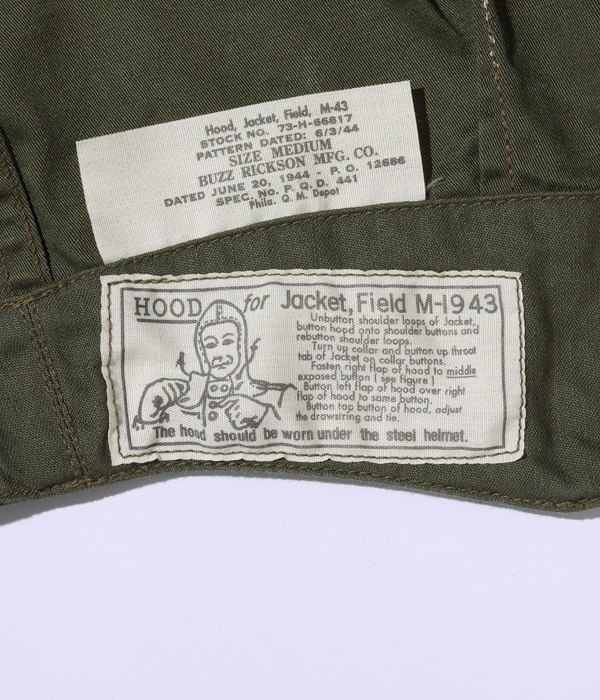 Hood, Jacket, Field, M-43
STOCK NO. 73-H-66817
PATTERN DATED: 6/3/44
SIZE MEDIUM
BUZZ RICKSON MFG. CO.
DATED JUNE 20, 1944 - P. O. 12686
SPEC. NO. P. Q. D. 441
Phila. Q. M. Depot
HOOD for Jacket, Field M-1943
Unbutton shoulder loops of Jacket,
button hood onto shoulder buttons and
rebutton shoulder loops.
Turn up collar and button up throat
tab of Jacket on collar buttons.
Fasten right flap of hood to middle
exposed button ( see figure )
Button left flap of hood over right
flap of hood to same button.
Button top button of hood, adjust
the drawstring and tie.
The hood should be worn under the steel helmet.